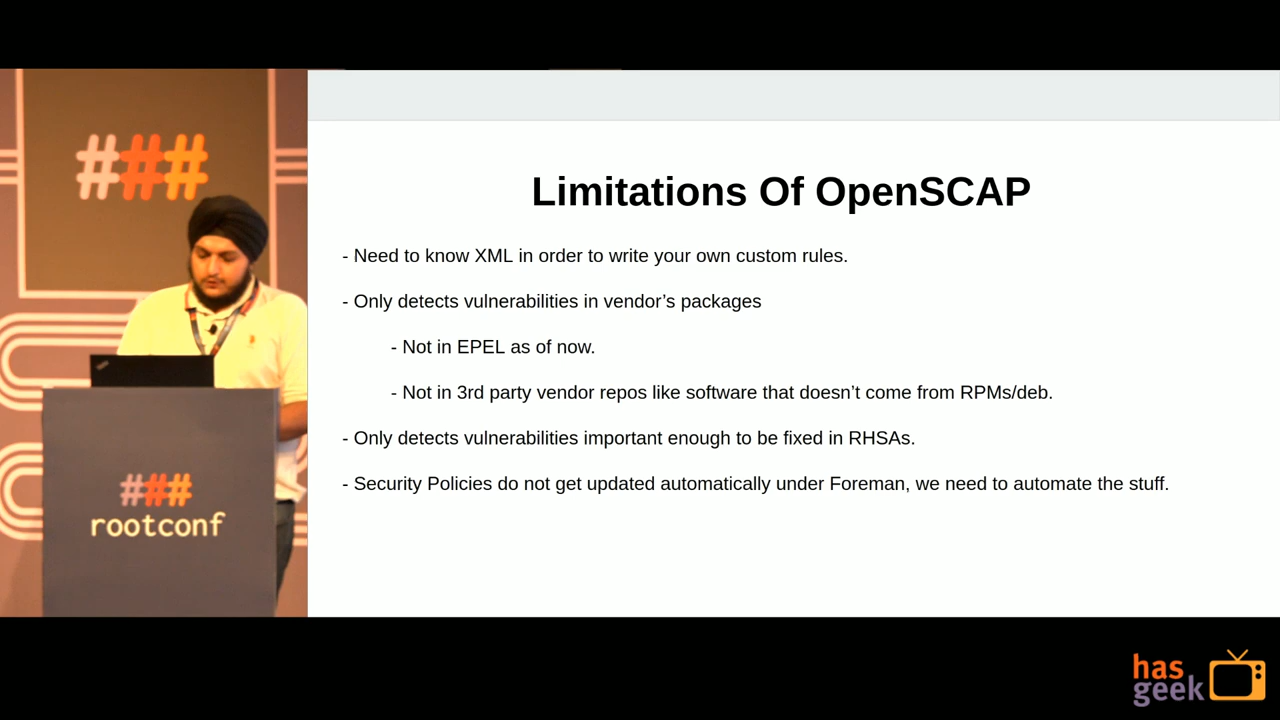 ###
Limitations Of OpenSCAP
- Need to know XML in order to write your own custom rules.
- Only detects vulnerabilities in vendor’s packages
- Not in EPEL as of now.
- Not in 3rd party vendor repos like software that doesn’t come from RPMs/deb.
- Only detects vulnerabilities important enough to be fixed in RHSAs.
- Security Policies do not get updated automatically under Foreman, we need to automate the stuff.
###
rootconf
has
geek